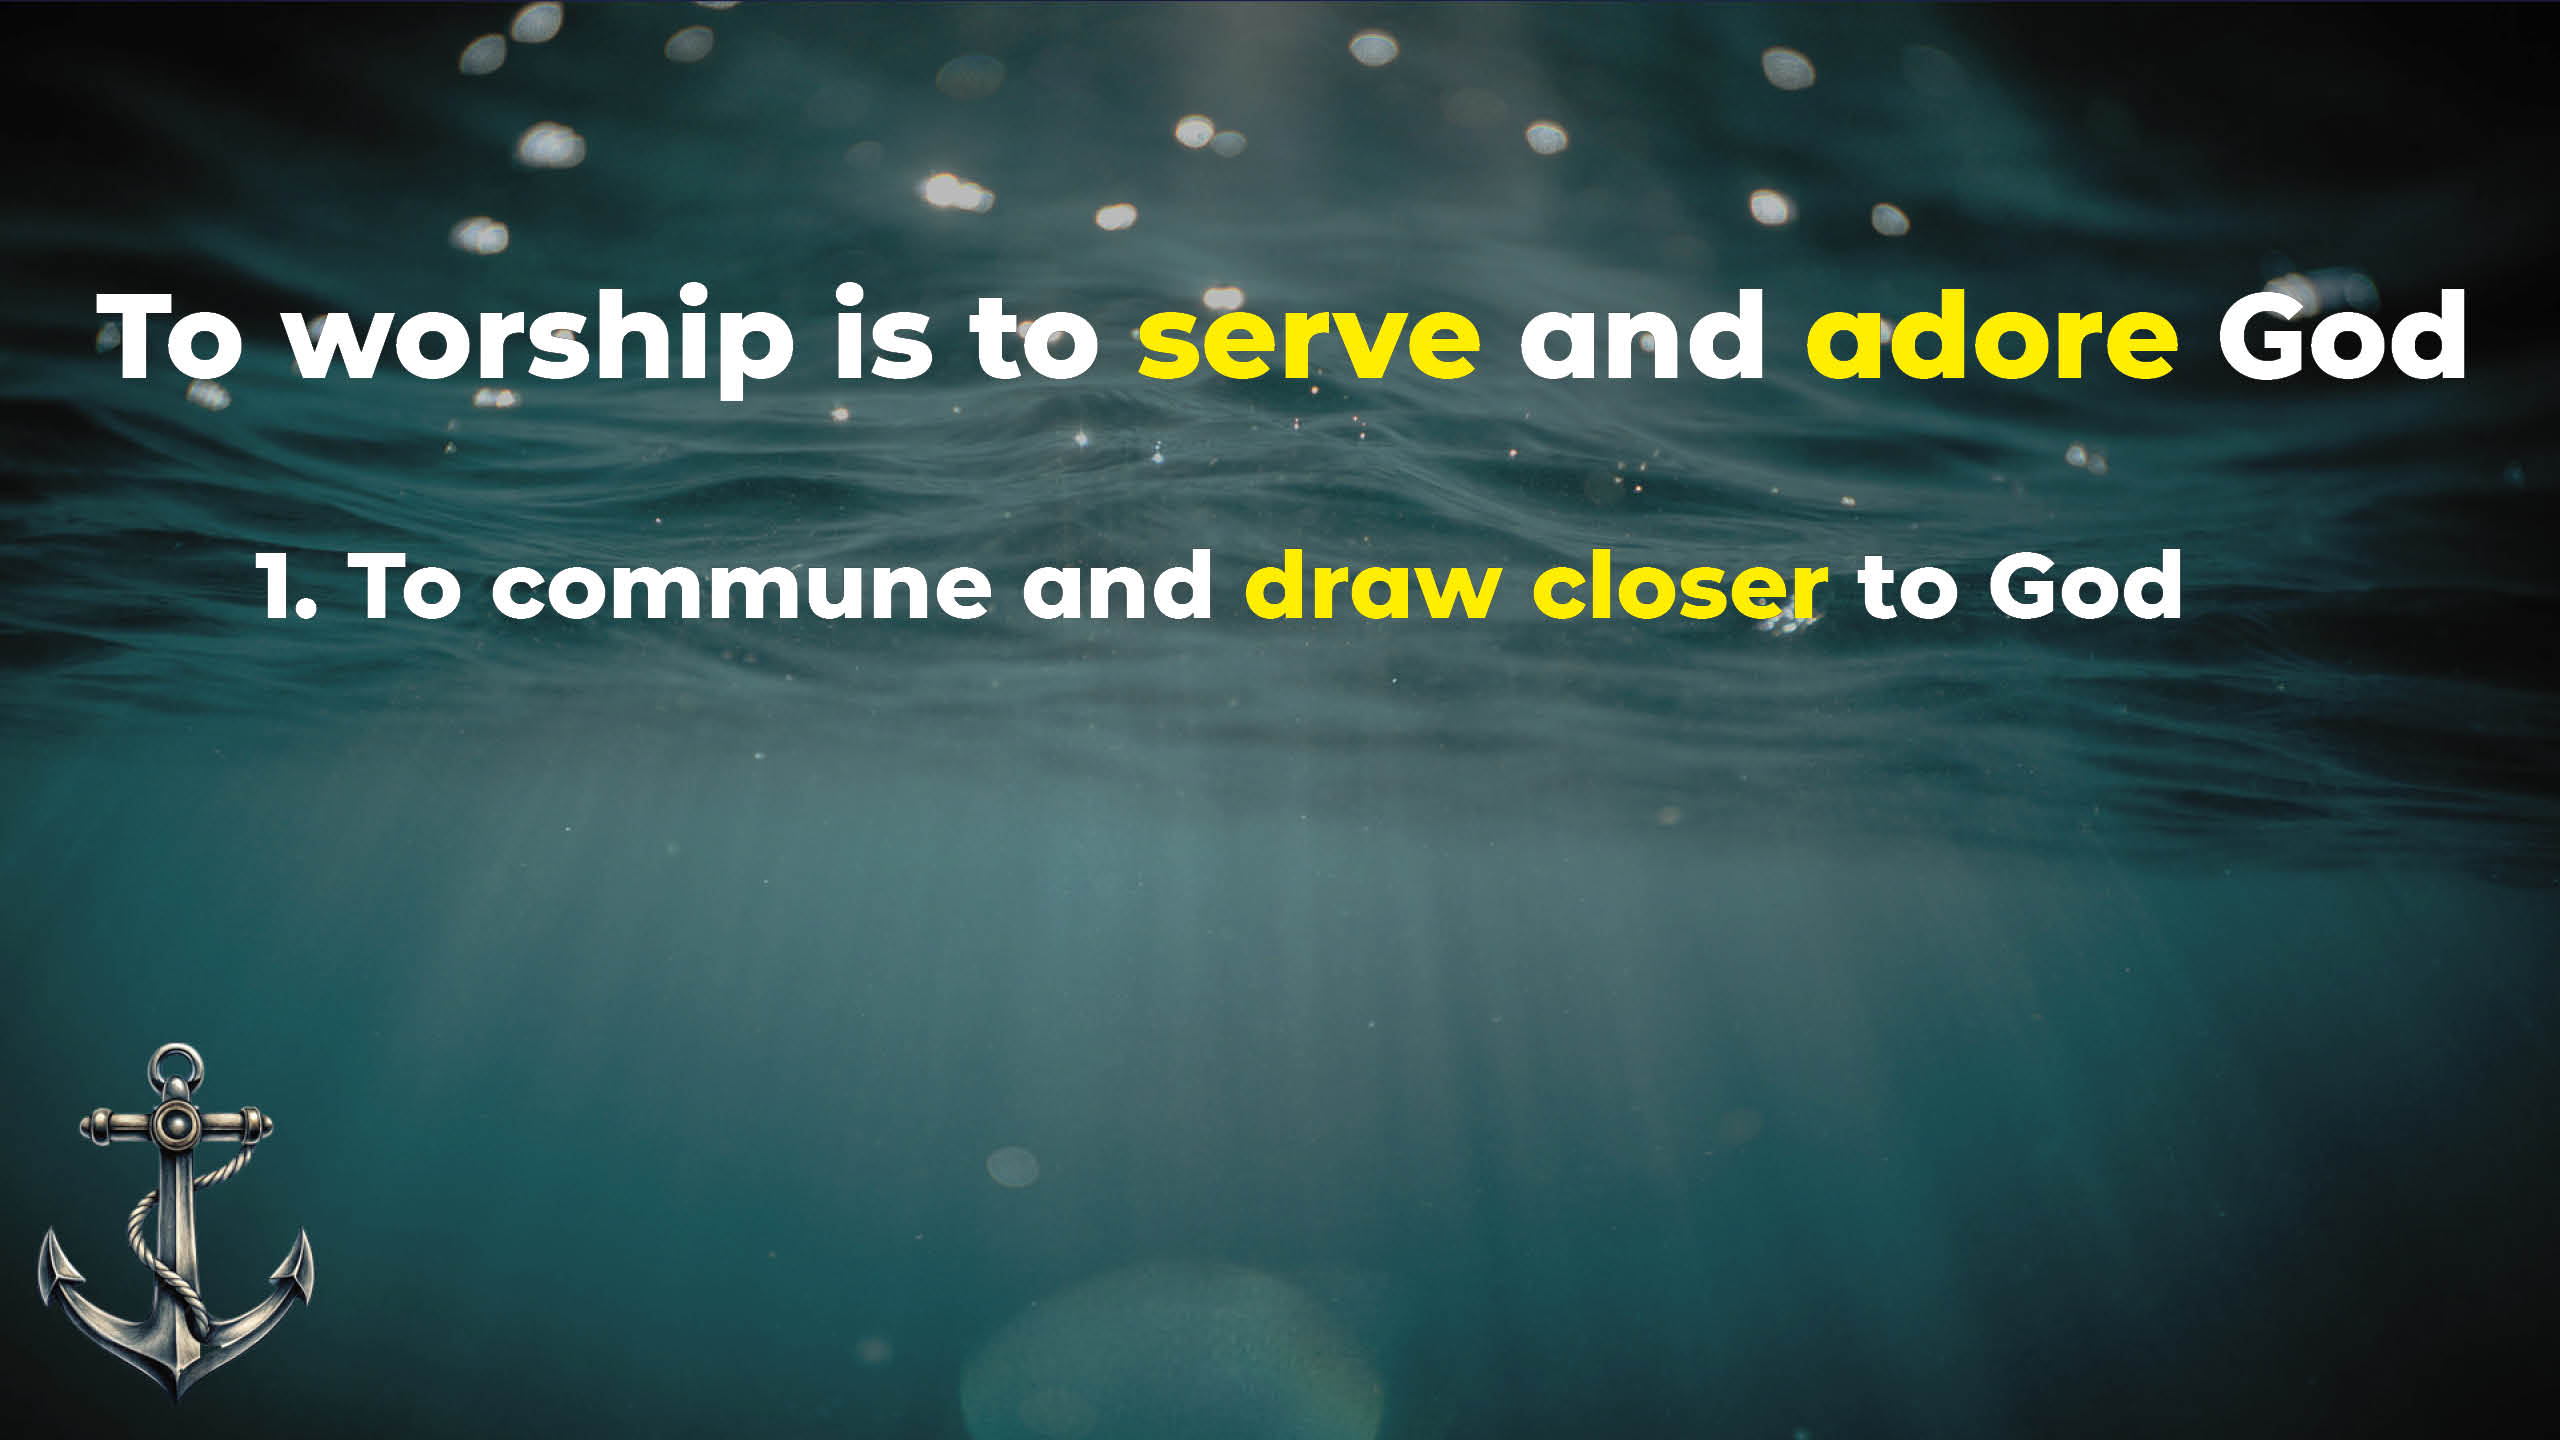 To worship is to serve and adore God
1. To commune and draw closer to God